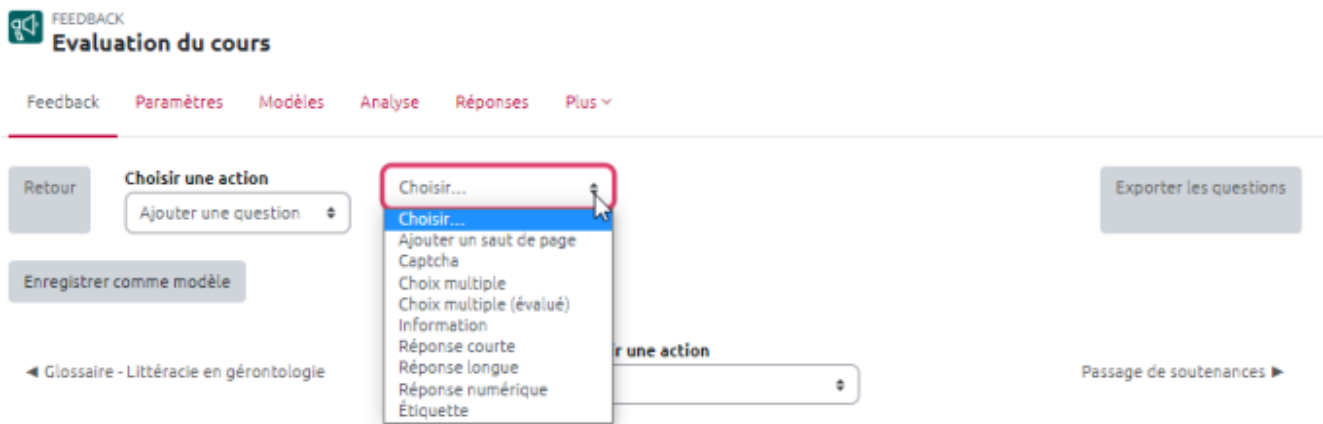 FEEDBACK
Evaluation du cours
Feedback Paramètres Modèles Analyse Réponses Plus
Retour
Choisir une action
Ajouter une question
Choisir...
Exporter les questions
Choisir...
Ajouter un saut de page
Captcha
Choix multiple
Choix multiple (évalué)
Information
Réponse courte
Réponse longue
Réponse numérique
Étiquette
Enregistrer comme modèle
r une action
◄ Glossaire - Littéracie en gérontologie
Passage de soutenances ►